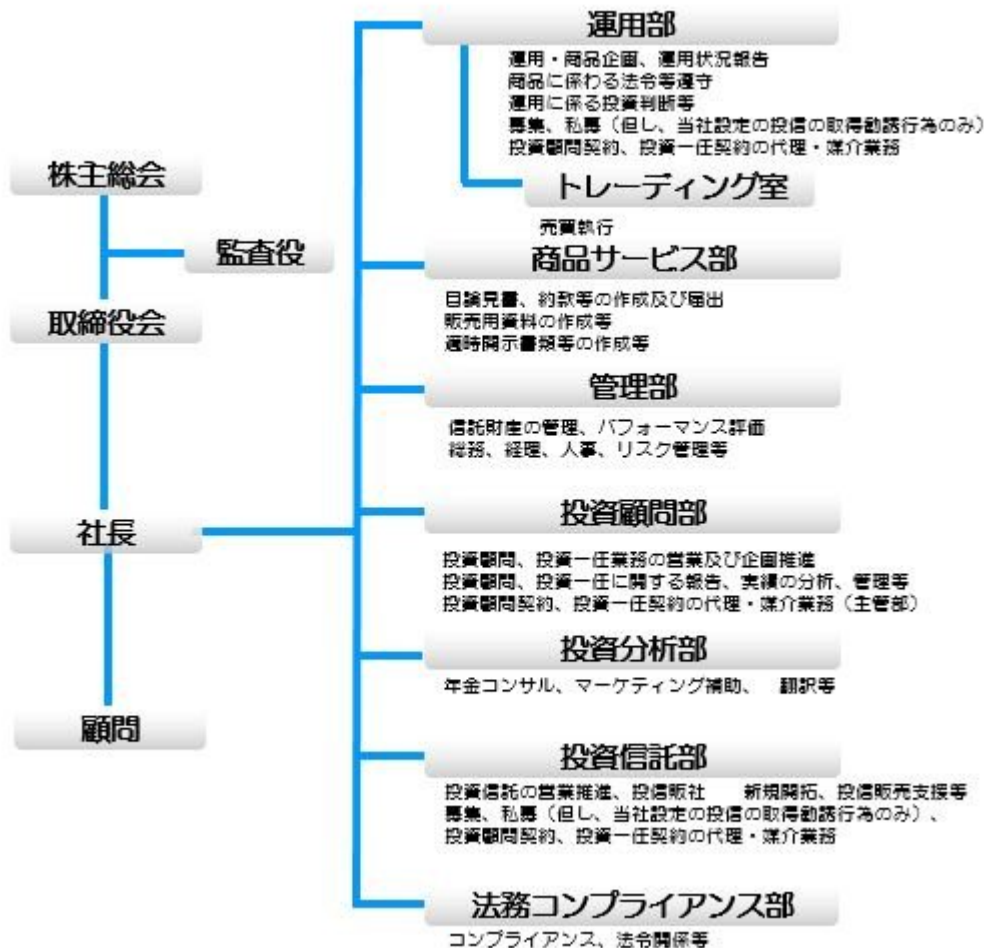 株主総会
監査役
取締役会
社長
顧問
運用部
運用・商品企画、運用状況報告
商品に係わる法令等遵守
運用に係る投資判断等
募集、私募（但し、当社設定の投信の取得勧誘行為のみ）
投資顧問契約、投資一任契約の代理・媒介業務
トレーディング室
売買執行
商品サービス部
目論見書、約款等の作成及び届出
販売用資料の作成等
適時開示書類等の作成等
管理部
信託財産の管理、パフォーマンス評価
総務、経理、人事、リスク管理等
投資顧問部
投資顧問、投資一任業務の営業及び企画推進
投資顧問、投資一任に関する報告、実績の分析、管理等
投資顧問契約、投資一任契約の代理・媒介業務（主管部）
投資分析部
年金コンサル、マーケティング補助、　翻訳等
投資信託部
投資信託の営業推進、投信販社　　新規開拓、投信販売支援等
募集、私募（但し、当社設定の投信の取得勧誘行為のみ）、
投資顧問契約、投資一任契約の代理・媒介業務
法務コンプライアンス部
コンプライアンス、法令関係等